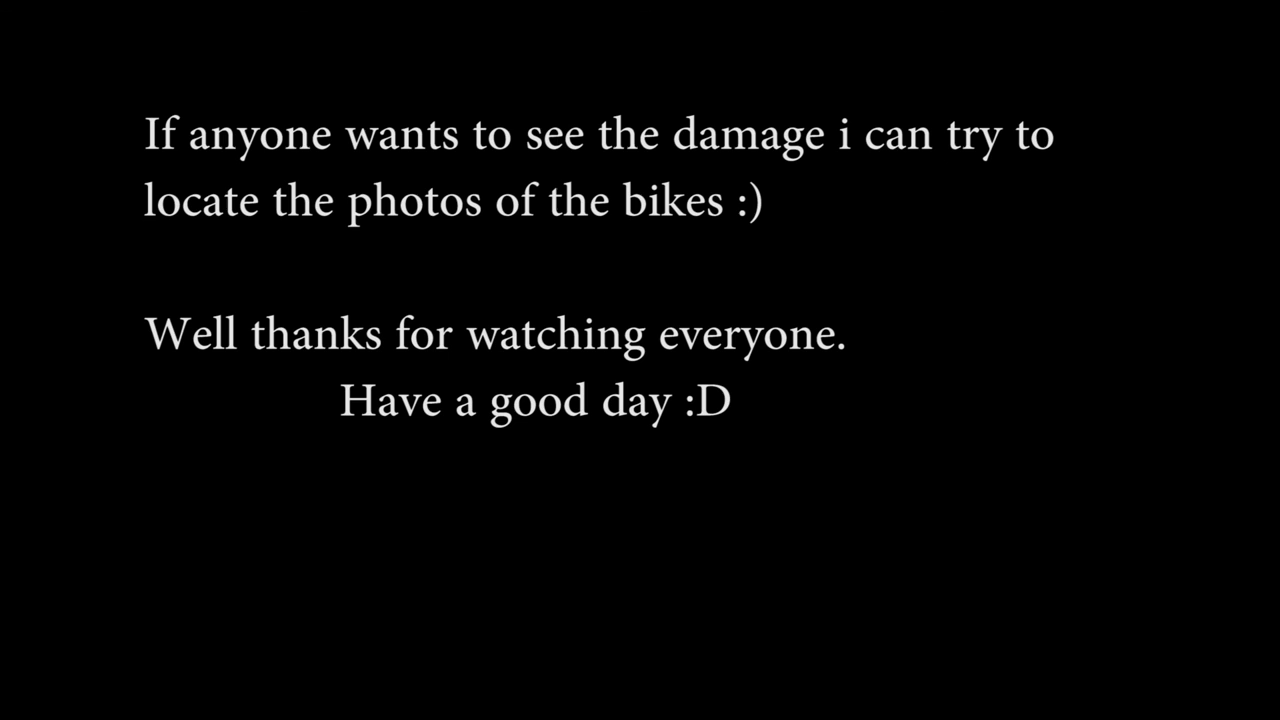 If anyone wants to see the damage i can try to
locate the photos of the bikes :)
Well thanks for watching everyone.
Have a good day :D